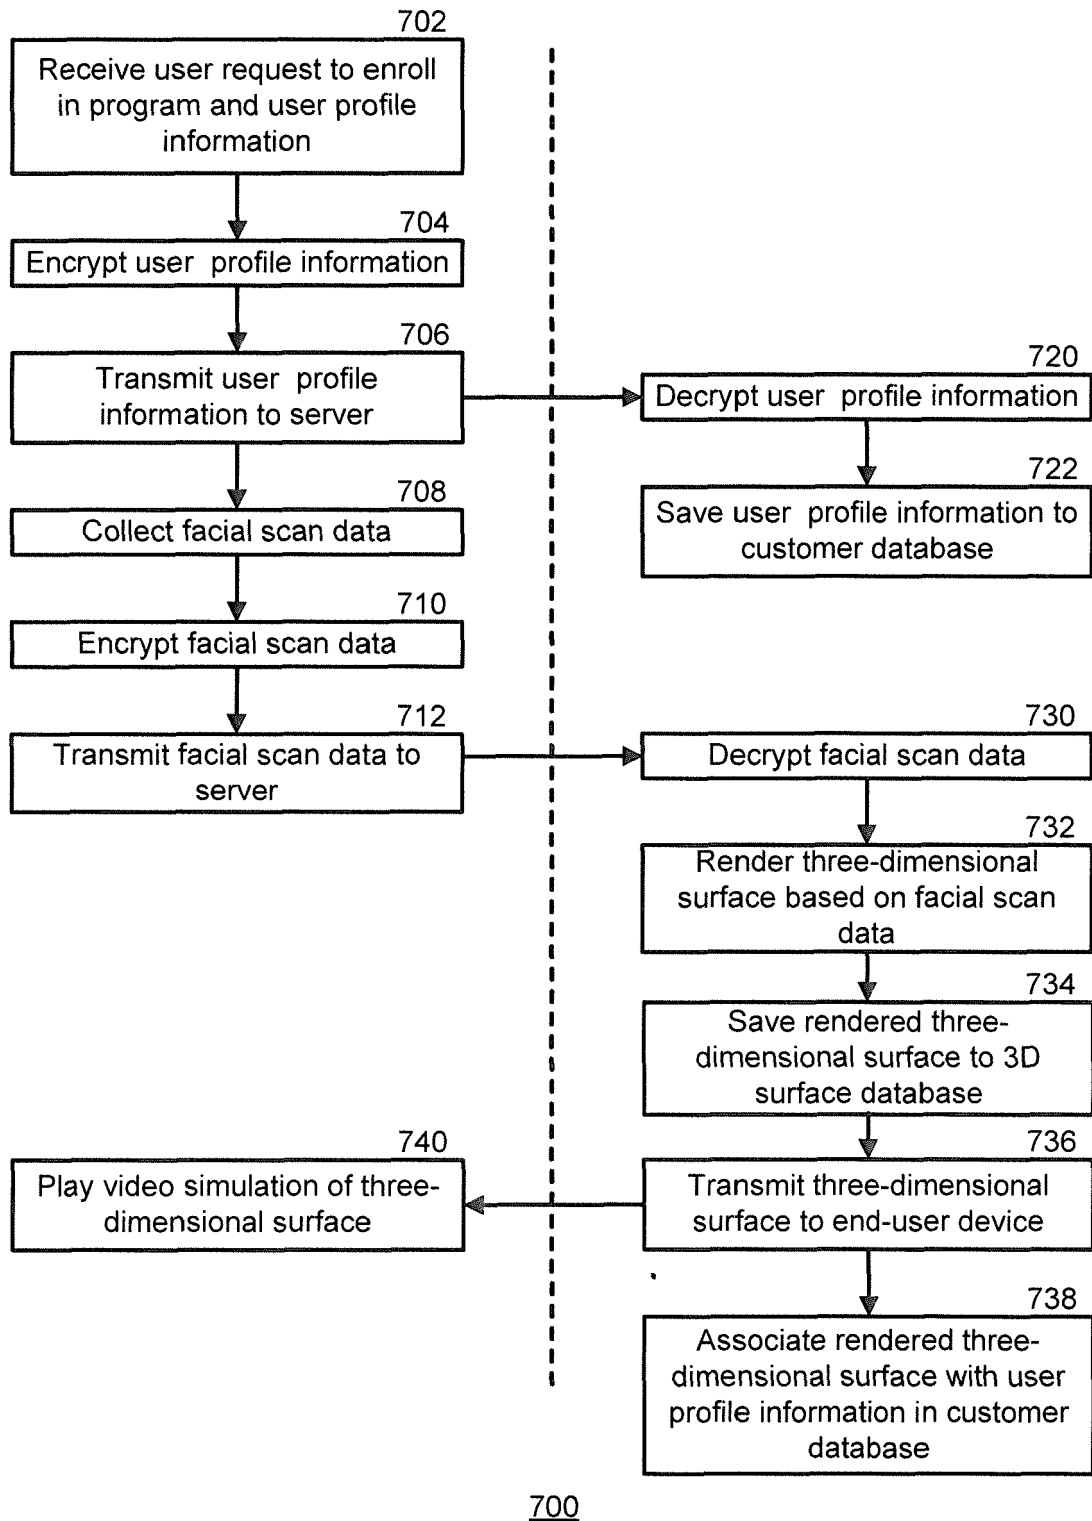 702
Receive user request to enroll
in program and user profile
information
704
Encrypt user profile information
706
Transmit user profile
information to server
708
Collect facial scan data
710
Encrypt facial scan data
712
Transmit facial scan data to
server
720
Decrypt user profile information
722
Save user profile information to
customer database
730
Decrypt facial scan data
732
Render three-dimensional
surface based on facial scan
data
734
Save rendered three-
dimensional surface to 3D
surface database
736
Transmit three-dimensional
surface to end-user device
740
Play video simulation of three-
dimensional surface
738
Associate rendered three-
dimensional surface with user
profile information in customer
database
700